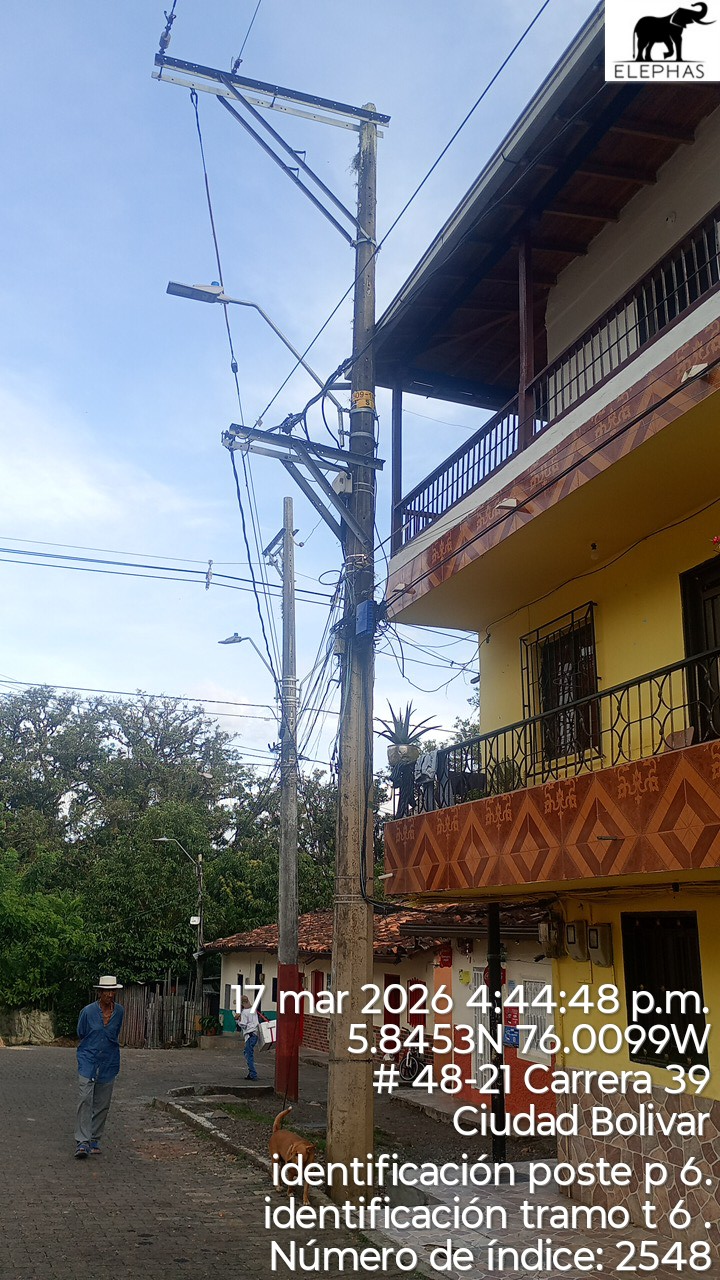 ELEPHAS
17 mar 2026 4:44:48 p.m.
5.8453N 76.0099W
# 48-21 Carrera 39
Ciudad Bolivar
identificación poste p 6.
identificación tramo t 6 .
Número de índice: 2548